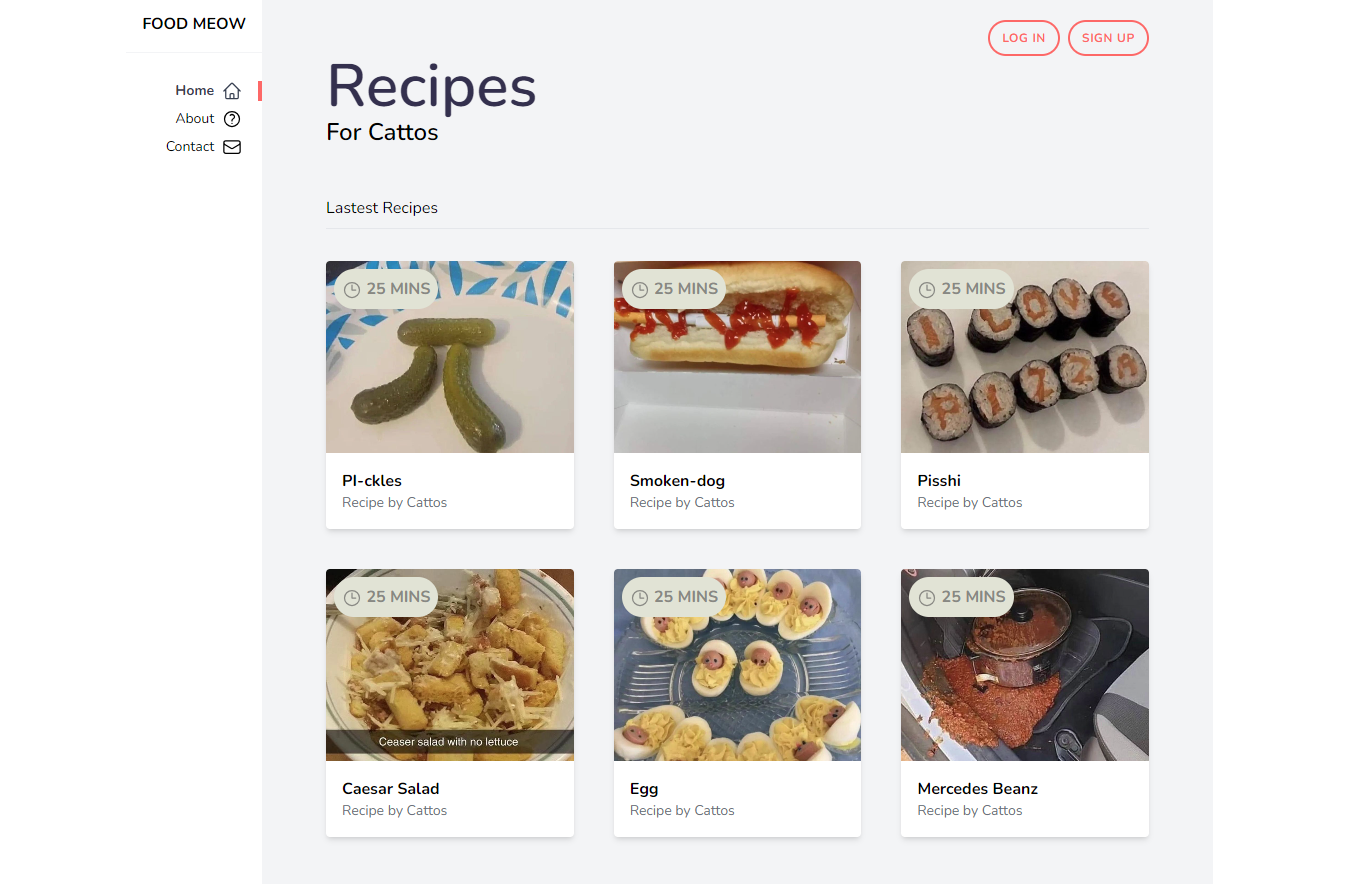 FOOD MEOW
Home
About
Contact
LOG IN
SIGN UP
Recipes
For Cattos
Lastest Recipes
25 MINS
PI-ckles
Recipe by Cattos
25 MINS
Smoken-dog
Recipe by Cattos
25 MINS
I LOVE
PIZZA
Pisshi
Recipe by Cattos
25 MINS
Ceaser salad with no lettuce
Caesar Salad
Recipe by Cattos
25 MINS
Egg
Recipe by Cattos
25 MINS
Mercedes Beanz
Recipe by Cattos